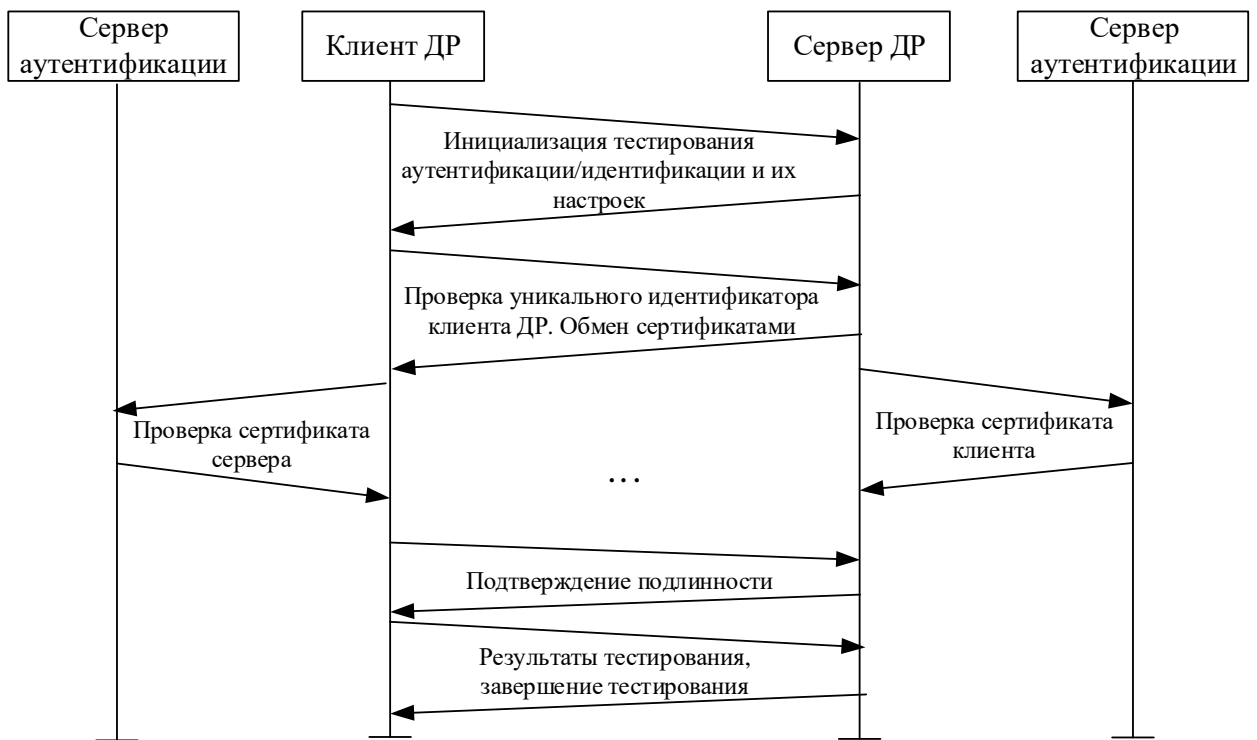 Сервер
аутентификации
Клиент ДР
Сервер ДР
Сервер
аутентификации
Инициализация тестирования
аутентификации/идентификации и их
настроек
Проверка уникального идентификатора
клиента ДР. Обмен сертификатами
Проверка сертификата
сервера
Проверка сертификата
клиента
...
Подтверждение подлинности
Результаты тестирования,
завершение тестирования